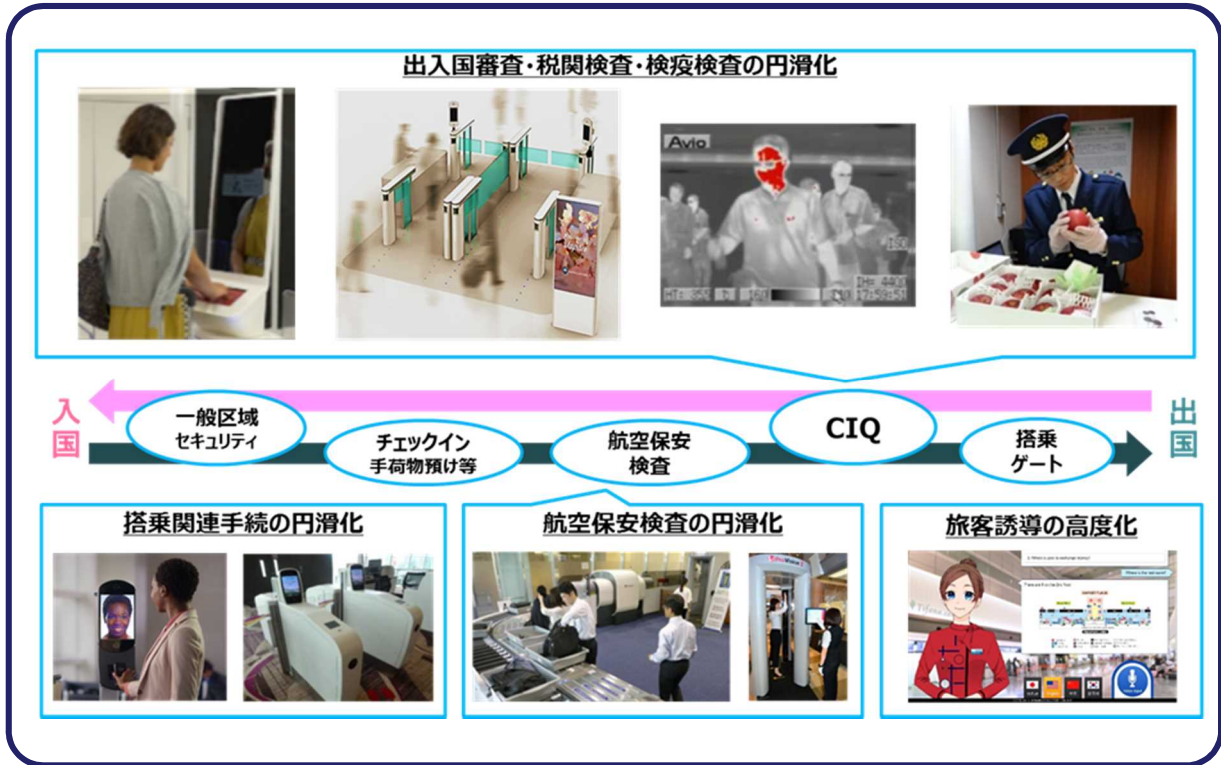 出入国審査・税関検査・検疫検査の円滑化
Avio
入
国
一般区域
セキュリティ
チェックイン
手荷物預け等
航空保安
検査
CIQ
搭乗
ゲート
出
国
搭乗関連手続の円滑化
航空保安検査の円滑化
旅客誘導の高度化